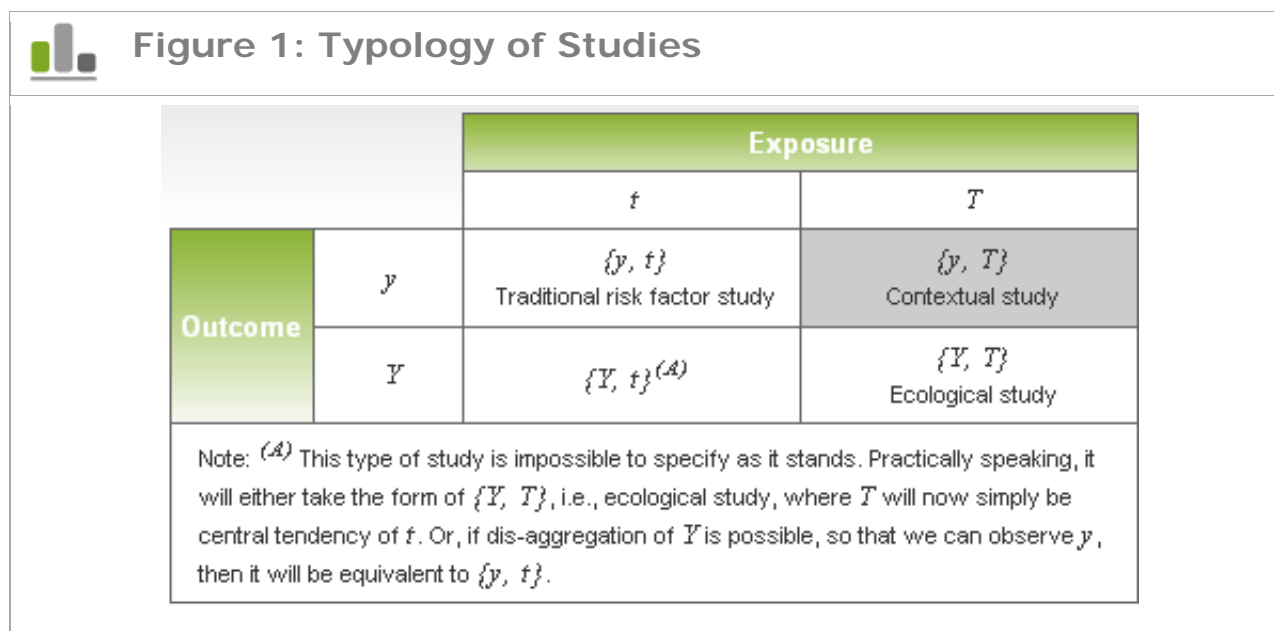 Figure 1: Typology of Studies
Exposure
t
T
Outcome
y
{y, t}
Traditional risk factor study
{y, T}
Contextual study
Y
{Y, t}(A)
{Y, T}
Ecological study
Note: (A) This type of study is impossible to specify as it stands. Practically speaking, it
will either take the form of {Y, T}, i.e., ecological study, where T will now simply be
central tendency of t. Or, if dis-aggregation of Y is possible, so that we can observe y,
then it will be equivalent to {y, t}.